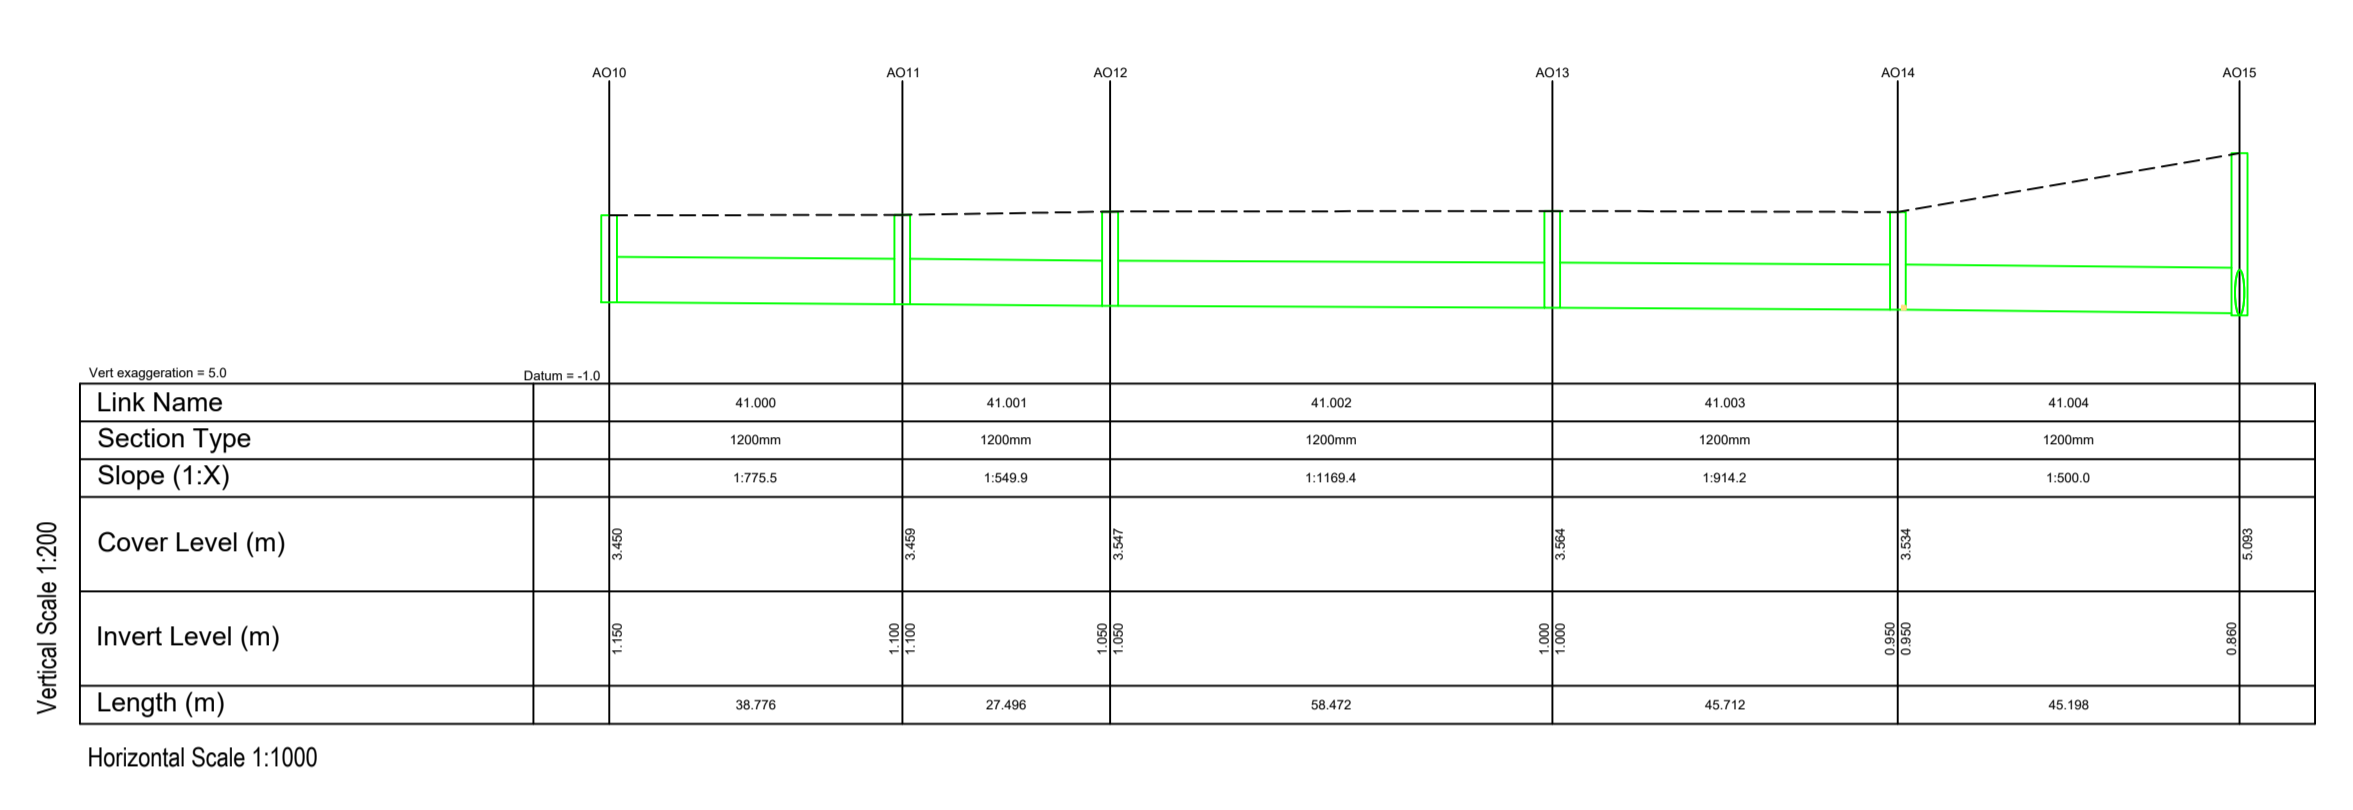 AO10 AO11 AO12 AO13 AO14 AO15
Vert exaggeration = 5.0 Datum = -1.0
Link Name 41.000 41.001 41.002 41.003 41.004
Section Type 1200mm 1200mm 1200mm 1200mm 1200mm
Slope (1:X) 1:775.5 1:549.9 1:1169.4 1:914.2 1:500.0
Cover Level (m) 3.450 3.459 3.547 3.564 3.534 5.093
Invert Level (m) 1.150 1.100 1.100 1.050 1.050 1.000 1.000 0.950 0.950 0.860
Length (m) 38.776 27.496 58.472 45.712 45.198
Vertical Scale 1:200
Horizontal Scale 1:1000